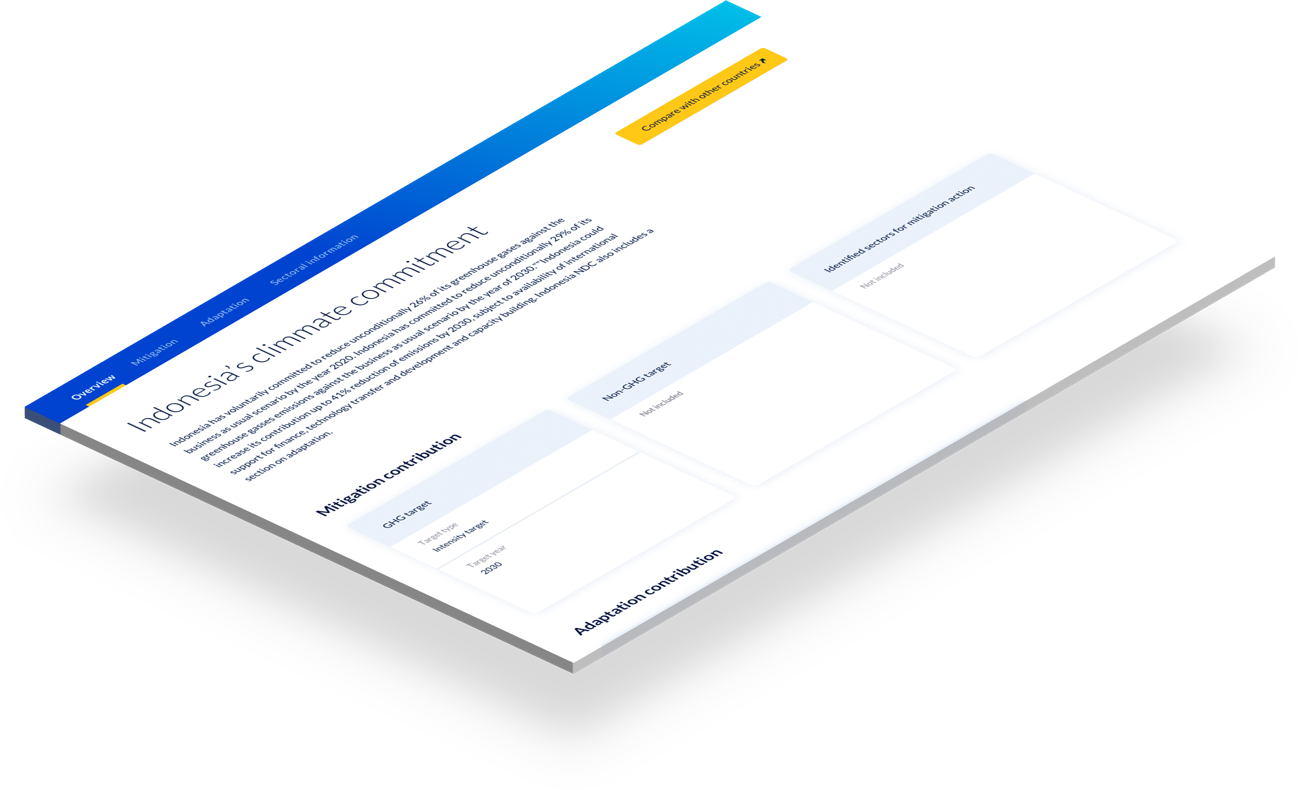 Overview Mitigation Adaptation Sectoral information
Compare with other countries
Indonesia's climmate commitment
Indonesia has voluntarily committed to reduce unconditionally 26% of its greenhouse gases against the
business as usual scenario by the year 2020. Indonesia has committed to reduce unconditionally 29% of its
greenhouse gasses emissions against the business as usual scenario by the year of 2030.""Indonesia could
increase its contribution up to 41% reduction of emissions by 2030, subject to availability of international
support for finance, technology transfer and development and capacity building. Indonesia NDC also includes a
section on adaptation.
Mitigation contribution
GHG target
Target type
Intensity target
Target year
2030
Non-GHG target
Not included
Identified sectors for mitigation action
Not included
Adaptation contribution